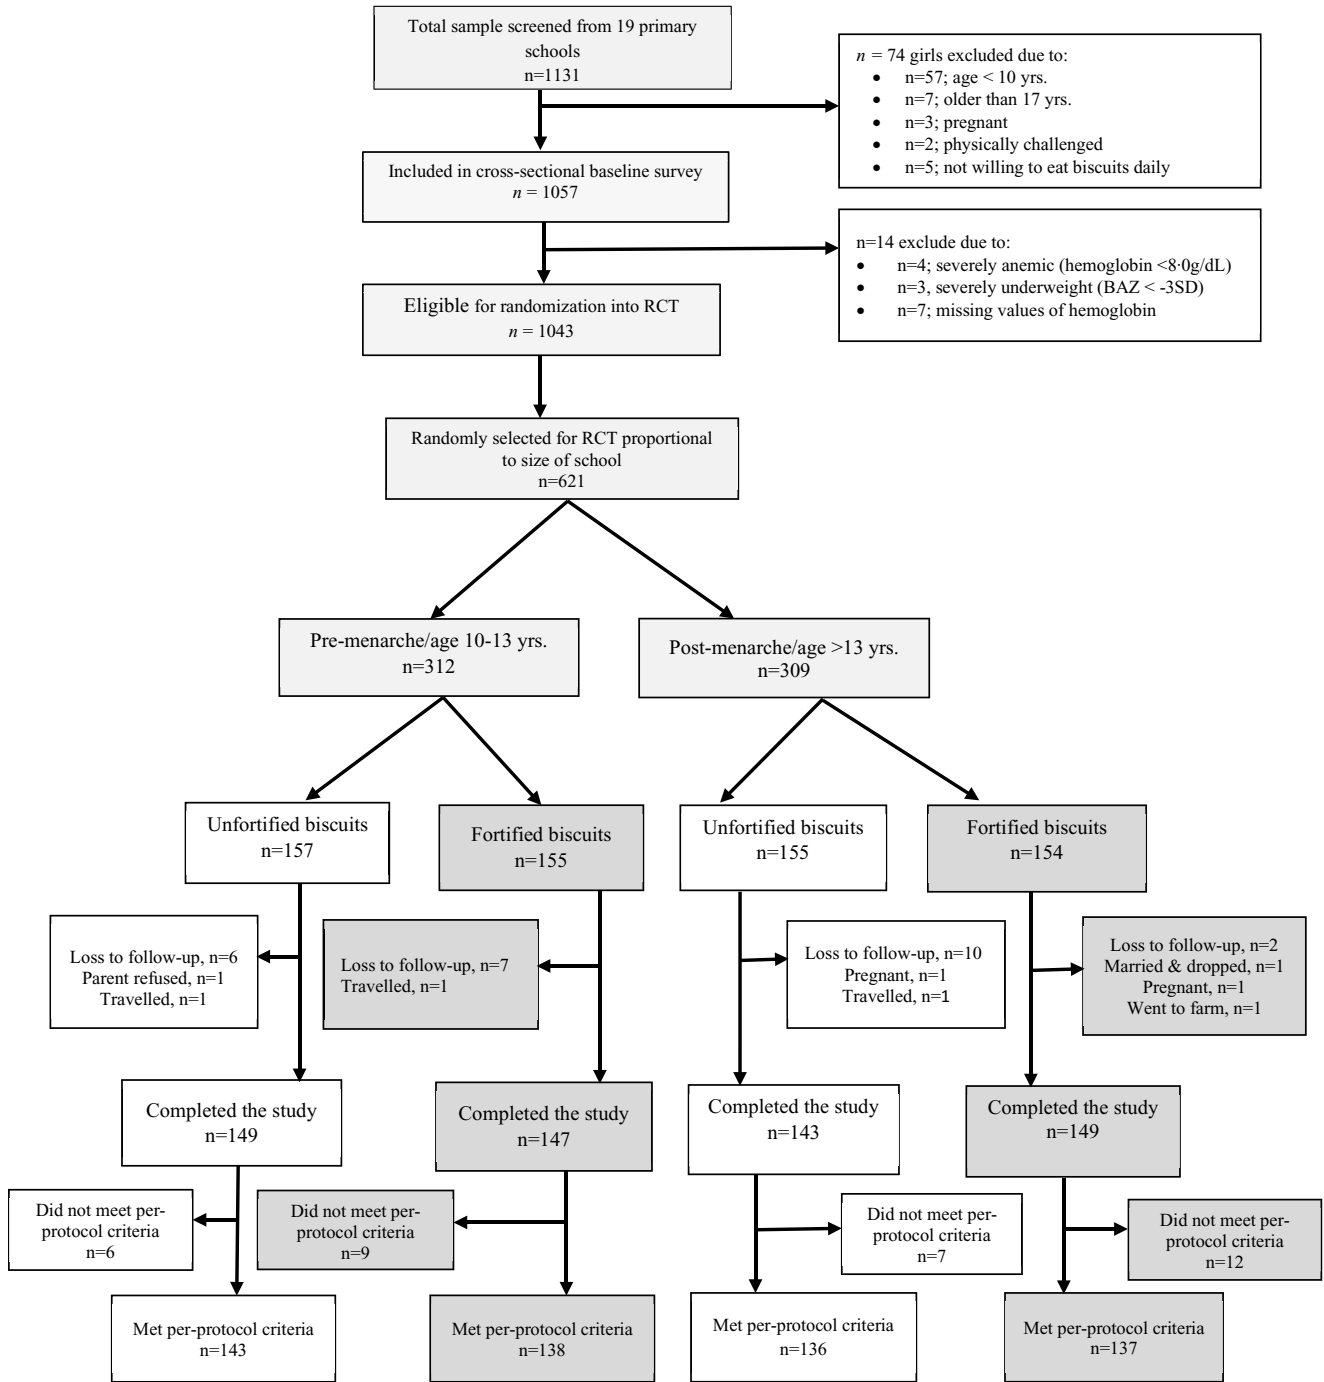 Total sample screened from 19 primary
schools
n=1131
n = 74 girls excluded due to:
• n=57; age < 10 yrs.
• n=7; older than 17 yrs.
• n=3; pregnant
• n=2; physically challenged
• n=5; not willing to eat biscuits daily
Included in cross-sectional baseline survey
n = 1057
n=14 exclude due to:
• n=4; severely anemic (hemoglobin <8·0g/dL)
• n=3, severely underweight (BAZ < -3SD)
• n=7; missing values of hemoglobin
Eligible for randomization into RCT
n = 1043
Randomly selected for RCT proportional
to size of school
n=621
Pre-menarche/age 10-13 yrs.
n=312
Post-menarche/age >13 yrs.
n=309
Unfortified biscuits
n=157
Fortified biscuits
n=155
Unfortified biscuits
n=155
Fortified biscuits
n=154
Loss to follow-up, n=6
Parent refused, n=1
Travelled, n=1
Loss to follow-up, n=7
Travelled, n=1
Loss to follow-up, n=10
Pregnant, n=1
Travelled, n=1
Loss to follow-up, n=2
Married & dropped, n=1
Pregnant, n=1
Went to farm, n=1
Completed the study
n=149
Completed the study
n=147
Completed the study
n=143
Completed the study
n=149
Did not meet per-
protocol criteria
n=6
Did not meet per-
protocol criteria
n=9
Did not meet per-
protocol criteria
n=7
Did not meet per-
protocol criteria
n=12
Met per-protocol criteria
n=143
Met per-protocol criteria
n=138
Met per-protocol criteria
n=136
Met per-protocol criteria
n=137